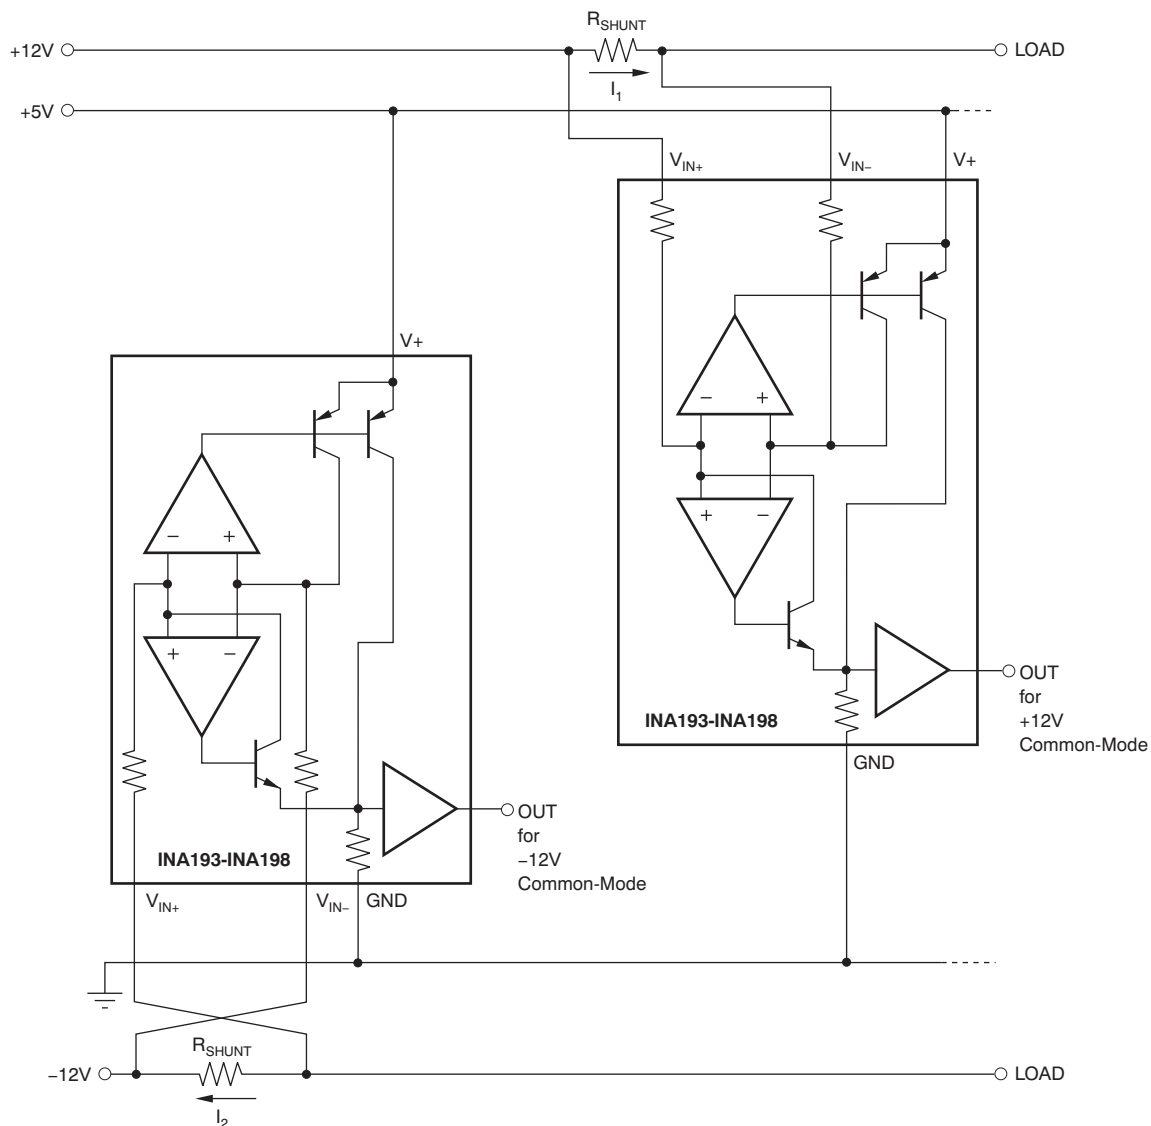 R_SHUNT
+12V
LOAD
I_1
+5V
V_IN+
V_IN−
V+
V+
− +
− +
+ −
+ −
OUT
for
+12V
Common-Mode
INA193-INA198
GND
OUT
for
−12V
Common-Mode
INA193-INA198
V_IN+
V_IN−
GND
R_SHUNT
−12V
LOAD
I_2